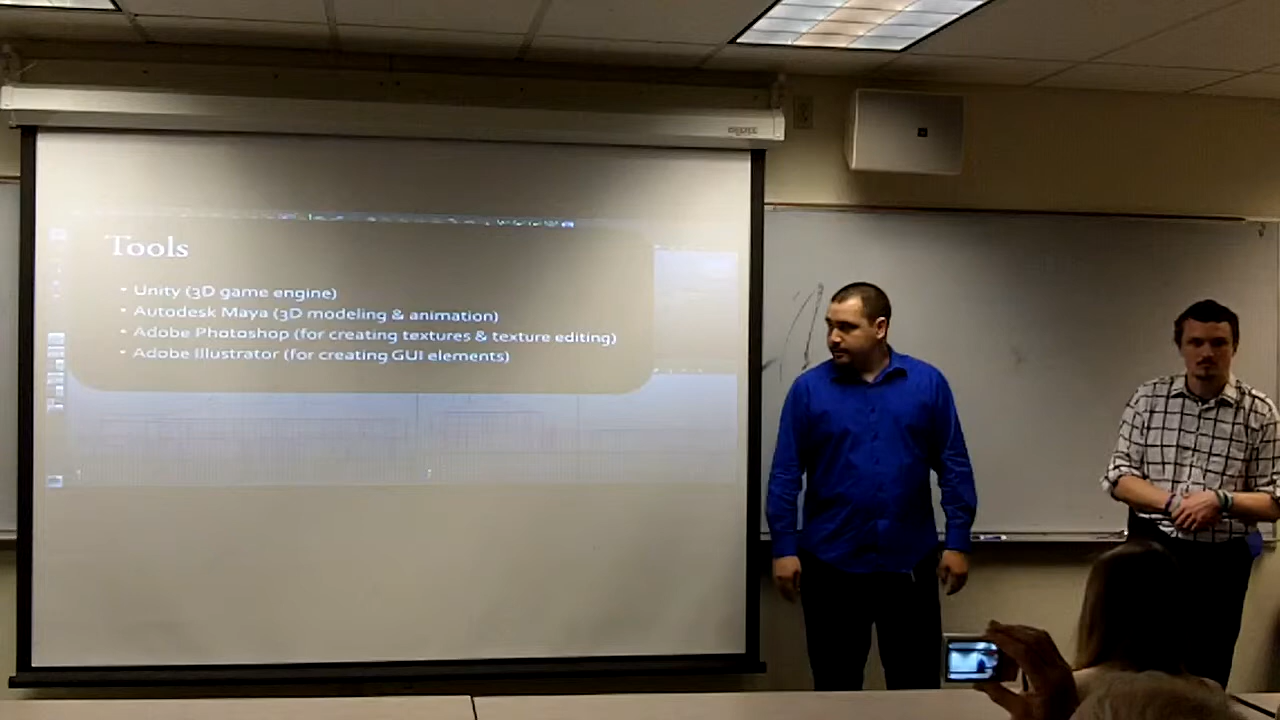 Tools
• Unity (3D game engine)
• Autodesk Maya (3D modeling & animation)
• Adobe Photoshop (for creating textures & texture editing)
• Adobe Illustrator (for creating GUI elements)